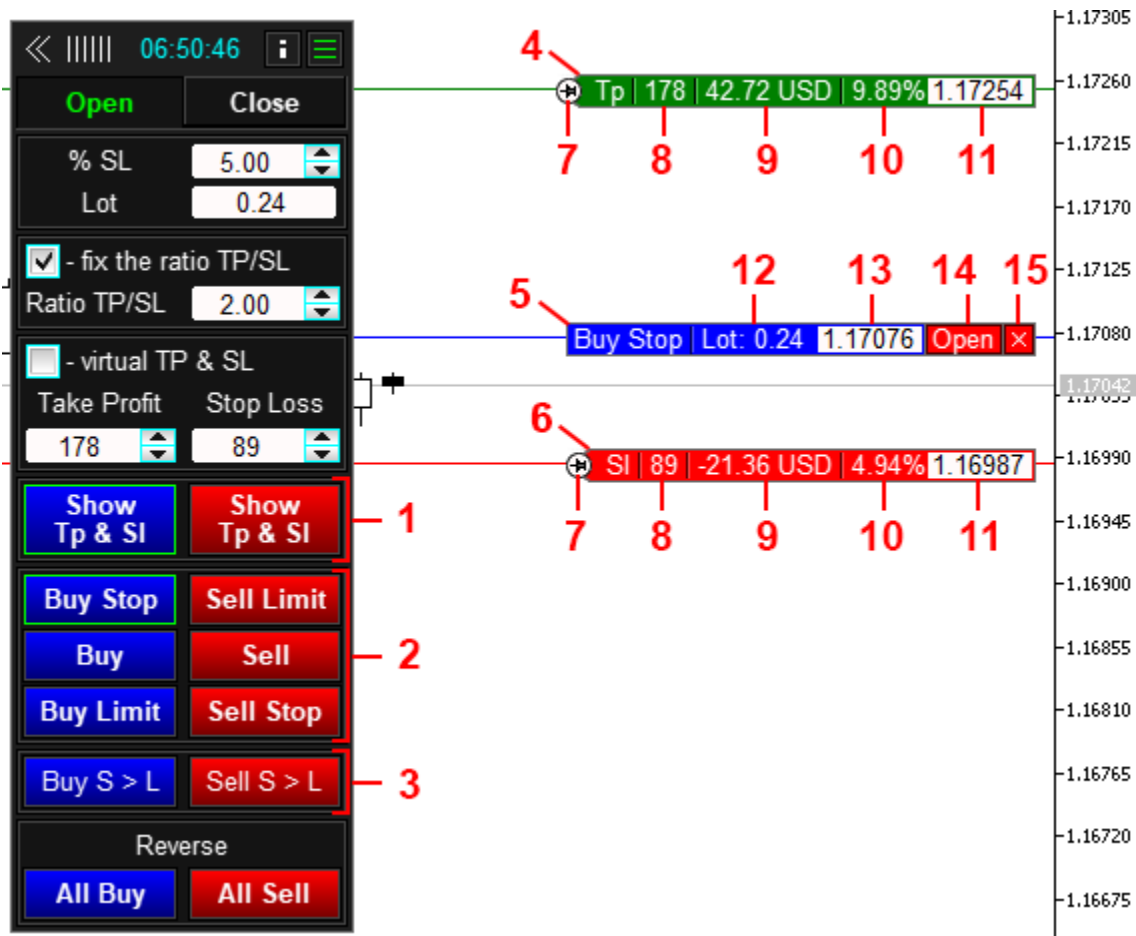 06:50:46 i
Open Close
% SL 5.00
Lot 0.24
- fix the ratio TP/SL
Ratio TP/SL 2.00
- virtual TP & SL
Take Profit Stop Loss
178 89
Show Show
Tp & Sl Tp & Sl
1
Buy Stop Sell Limit
Buy Sell
2
Buy Limit Sell Stop
Buy S > L Sell S > L
3
Reverse
All Buy All Sell
4
Tp 178 42.72 USD 9.89% 1.17254
7 8 9 10 11
12 13 14 15
5
Buy Stop Lot: 0.24 1.17076 Open ×
6
Sl 89 -21.36 USD 4.94% 1.16987
7 8 9 10 11
1.17305
1.17260
1.17215
1.17170
1.17125
1.17080
1.17042
1.16990
1.16945
1.16900
1.16855
1.16810
1.16765
1.16720
1.16675